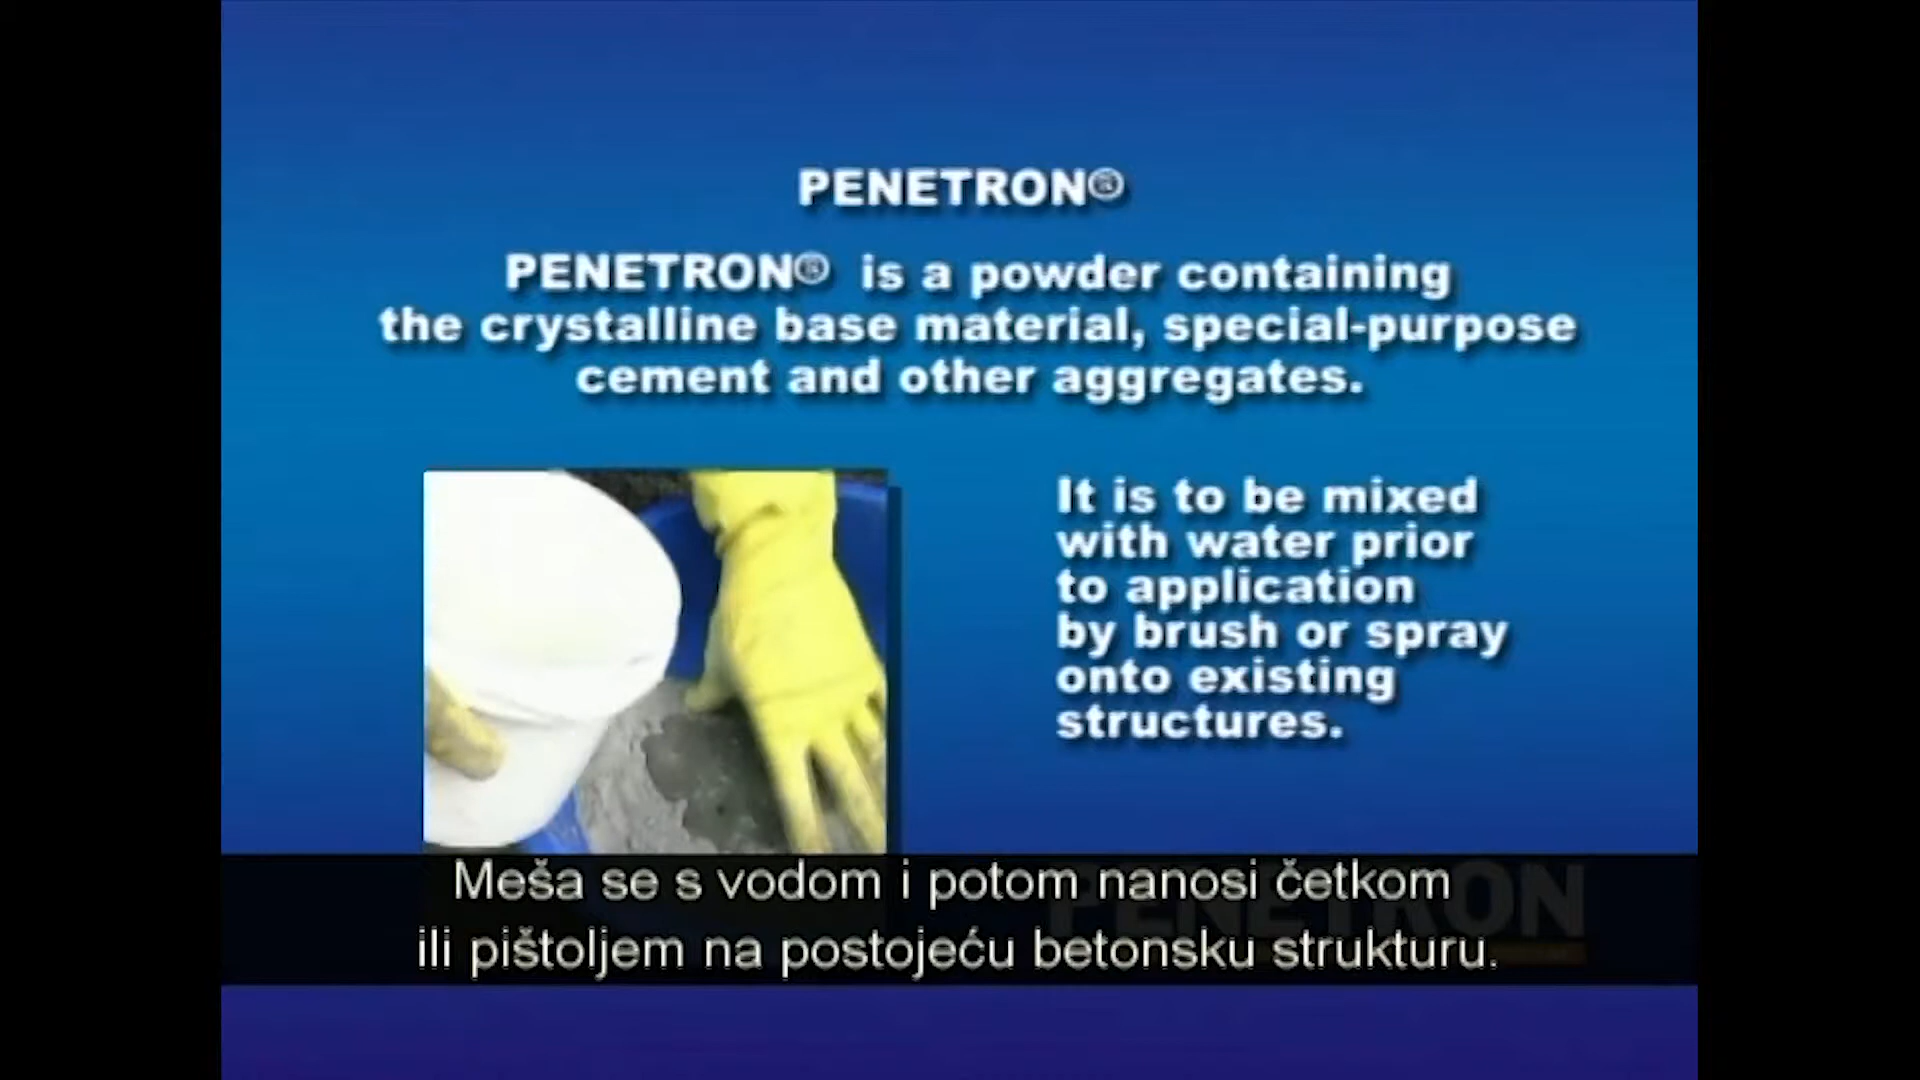 PENETRON®
PENETRON® is a powder containing
the crystalline base material, special-purpose
cement and other aggregates.
It is to be mixed
with water prior
to application
by brush or spray
onto existing
structures.
PENETRON
Meša se s vodom i potom nanosi četkom
ili pištoljem na postojeću betonsku strukturu.